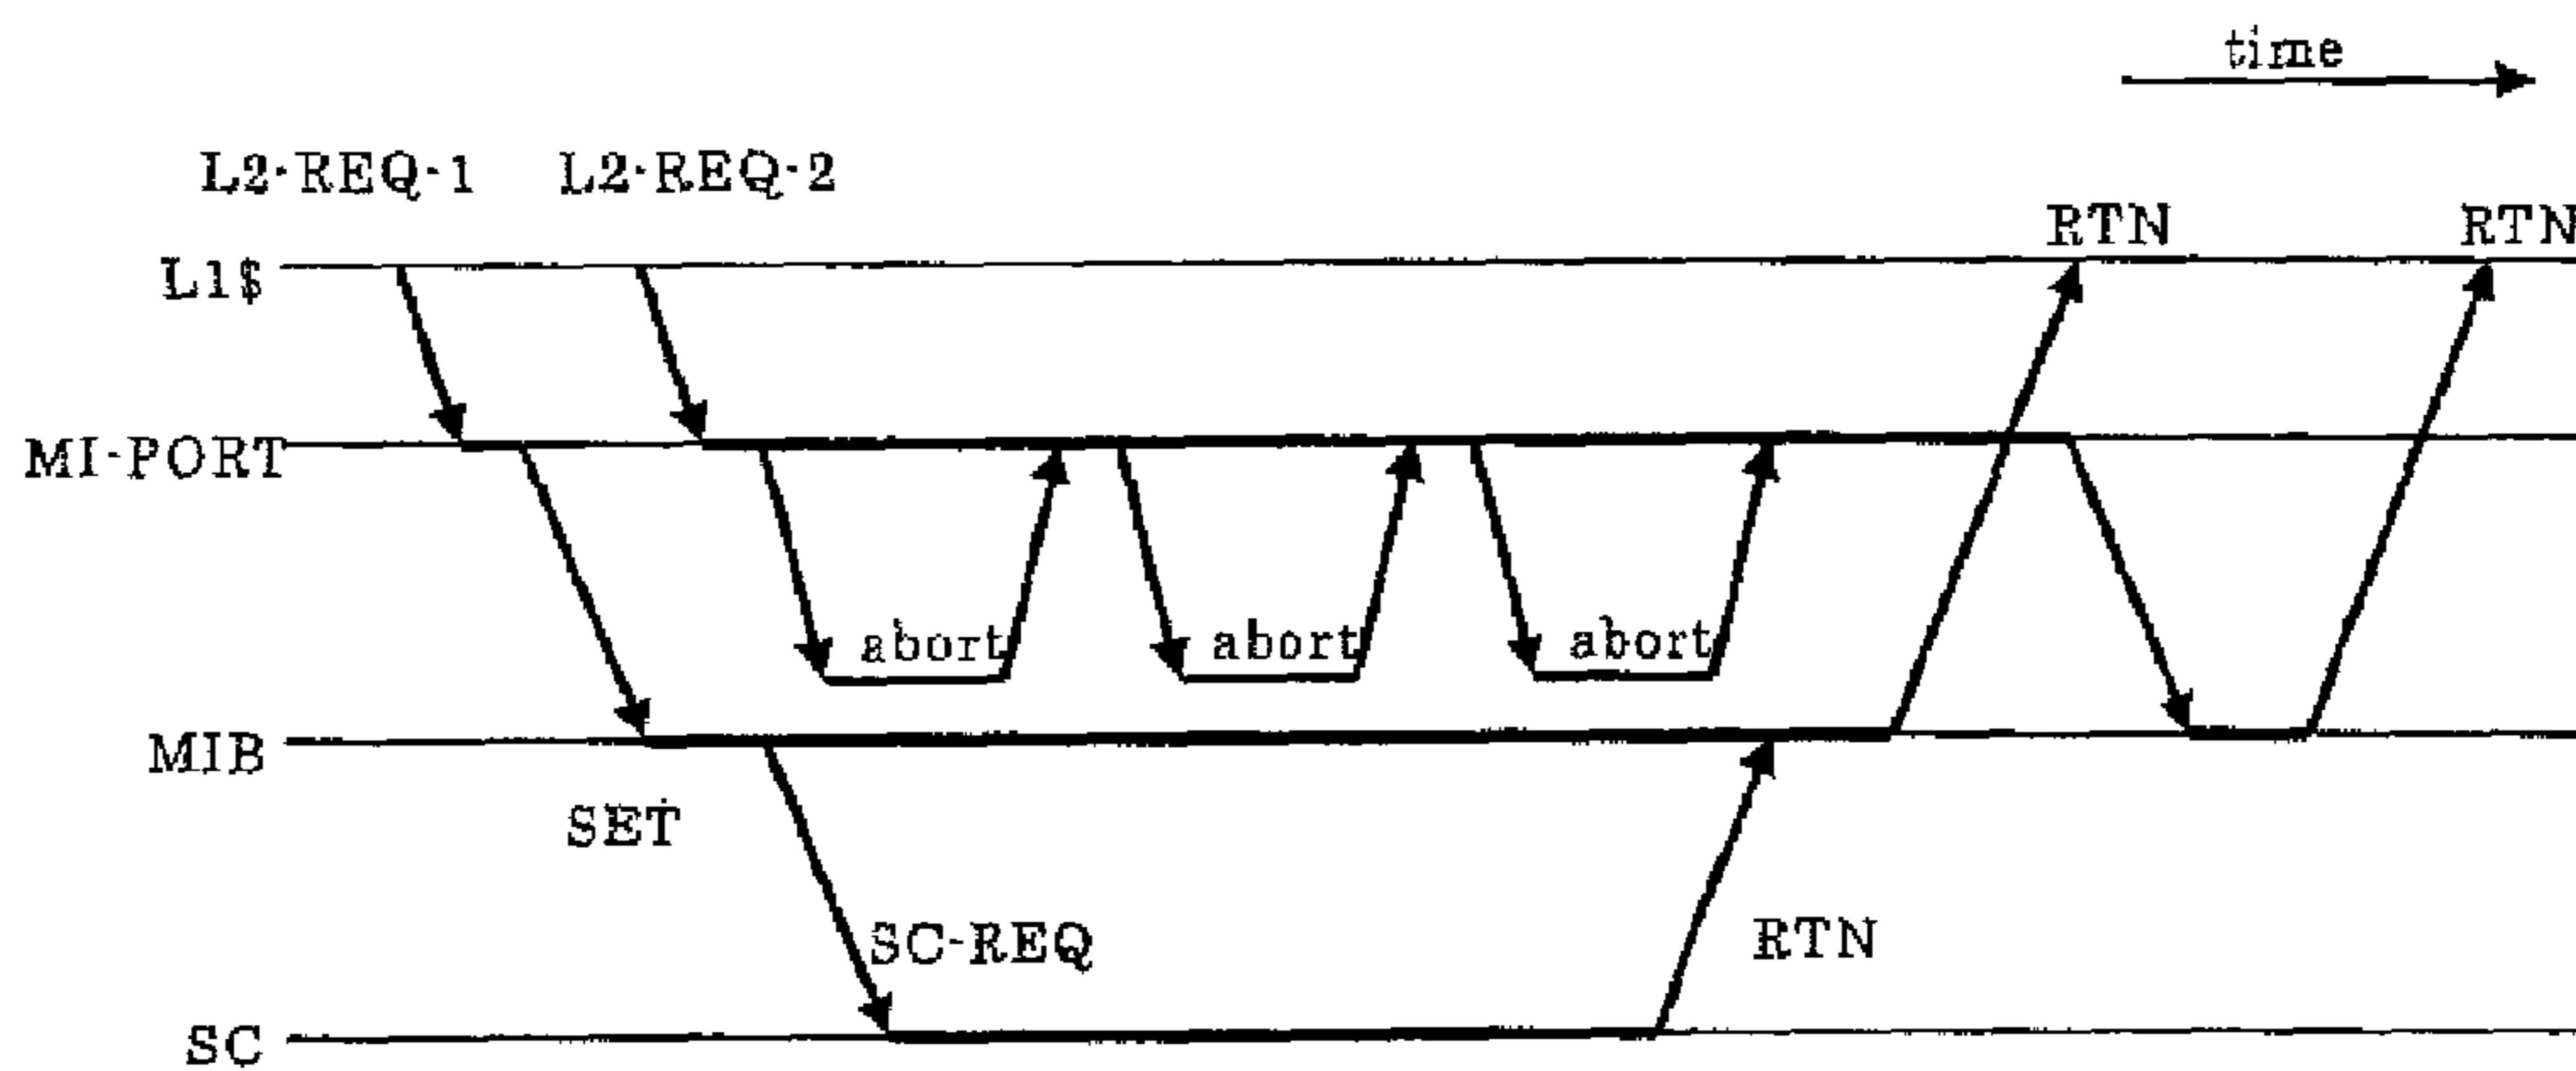 time
L2-REQ-1 L2-REQ-2
RTN RTN
L1$
MI-PORT
abort abort abort
MIB
SET
SC-REQ RTN
SC